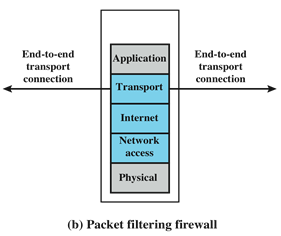 End-to-end
transport
connection
End-to-end
transport
connection
Application
Transport
Internet
Network
access
Physical
(b) Packet filtering firewall